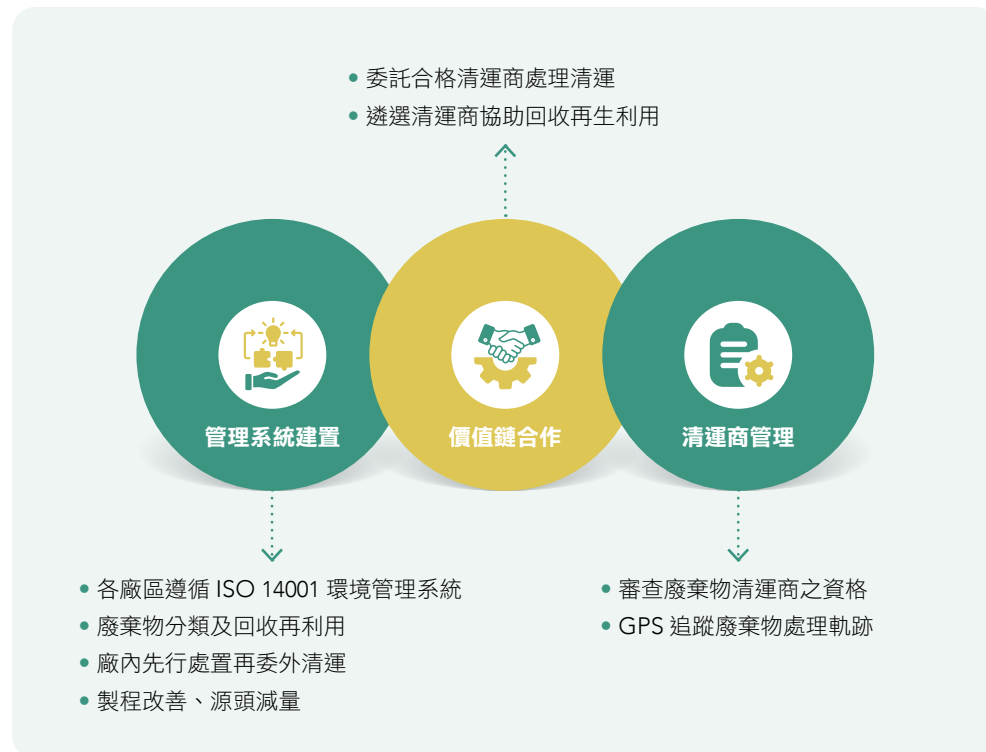 • 委託合格清運商處理清運
• 遴選清運商協助回收再生利用
管理系統建置
價值鏈合作
清運商管理
• 各廠區遵循 ISO 14001 環境管理系統
• 廢棄物分類及回收再利用
• 廠內先行處置再委外清運
• 製程改善、源頭減量
• 審查廢棄物清運商之資格
• GPS 追蹤廢棄物處理軌跡